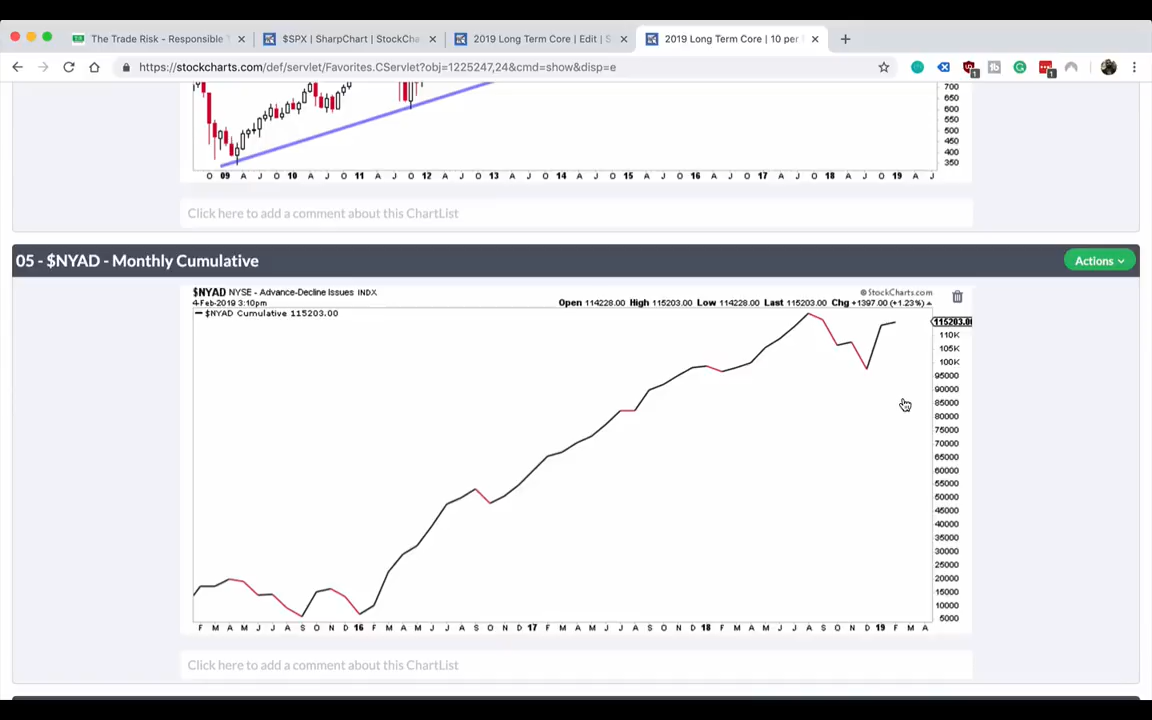 The Trade Risk - Responsible
$SPX | SharpChart | StockCha
2019 Long Term Core | Edit | S
2019 Long Term Core | 10 per
https://stockcharts.com/def/servlet/Favorites.CServlet?obj=1225247,24&cmd=show&disp=e
700
650
600
550
500
450
400
350
O 09 A J O 10 A J O 11 A J O 12 A J O 13 A J O 14 A J O 15 A J O 16 A J O 17 A J O 18 A J O 19 A J
Click here to add a comment about this ChartList
05 - $NYAD - Monthly Cumulative
Actions
$NYAD NYSE - Advance-Decline Issues INDX
© StockCharts.com
4-Feb-2019 3:10pm
Open 114228.00 High 115203.00 Low 114228.00 Last 115203.00 Chg +1397.00 (+1.23%)
$NYAD Cumulative 115203.00
115203.00
110K
105K
100K
95000
90000
85000
80000
75000
70000
65000
60000
55000
50000
45000
40000
35000
30000
25000
20000
15000
10000
5000
F M A M J J A S O N D 16 F M A M J J A S O N D 17 F M A M J J A S O N D 18 F M A M J J A S O N D 19 F M A
Click here to add a comment about this ChartList